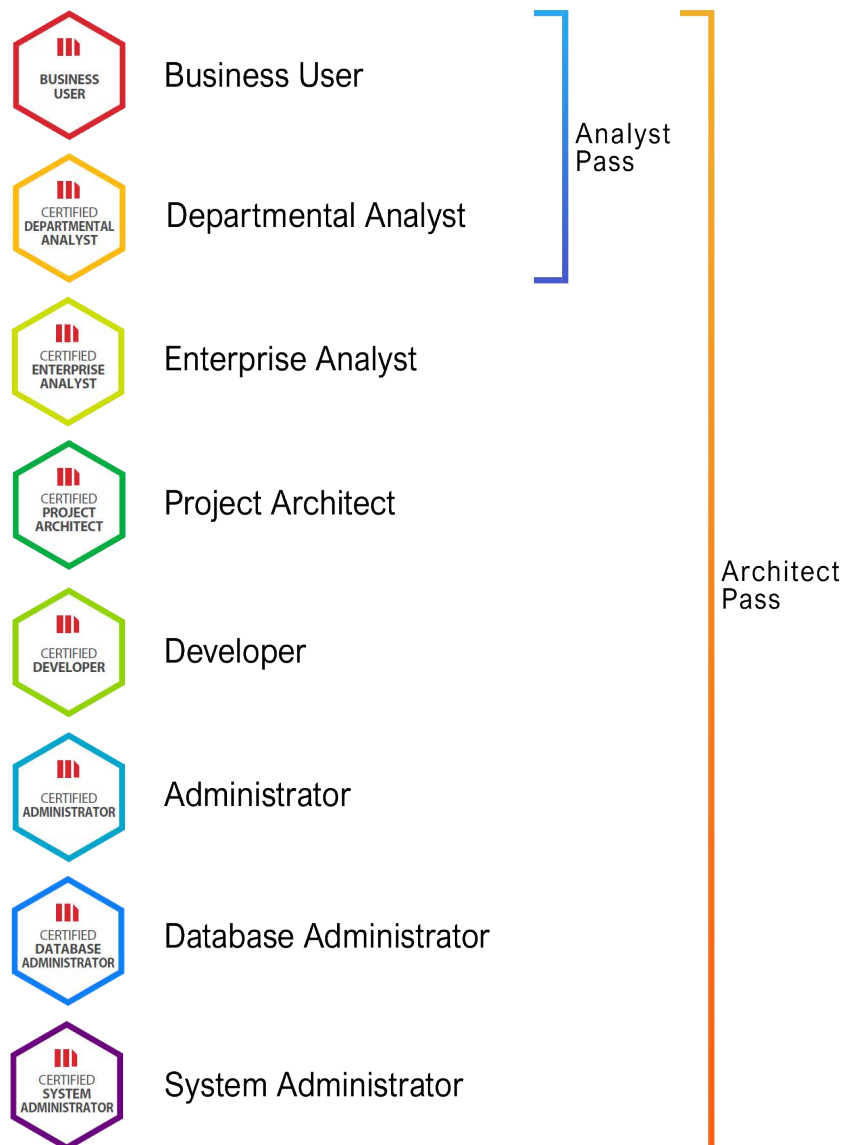 BUSINESS
USER
Business User
Analyst
Pass
CERTIFIED
DEPARTMENTAL
ANALYST
Departmental Analyst
CERTIFIED
ENTERPRISE
ANALYST
Enterprise Analyst
CERTIFIED
PROJECT
ARCHITECT
Project Architect
Architect
Pass
CERTIFIED
DEVELOPER
Developer
CERTIFIED
ADMINISTRATOR
Administrator
CERTIFIED
DATABASE
ADMINISTRATOR
Database Administrator
CERTIFIED
SYSTEM
ADMINISTRATOR
System Administrator